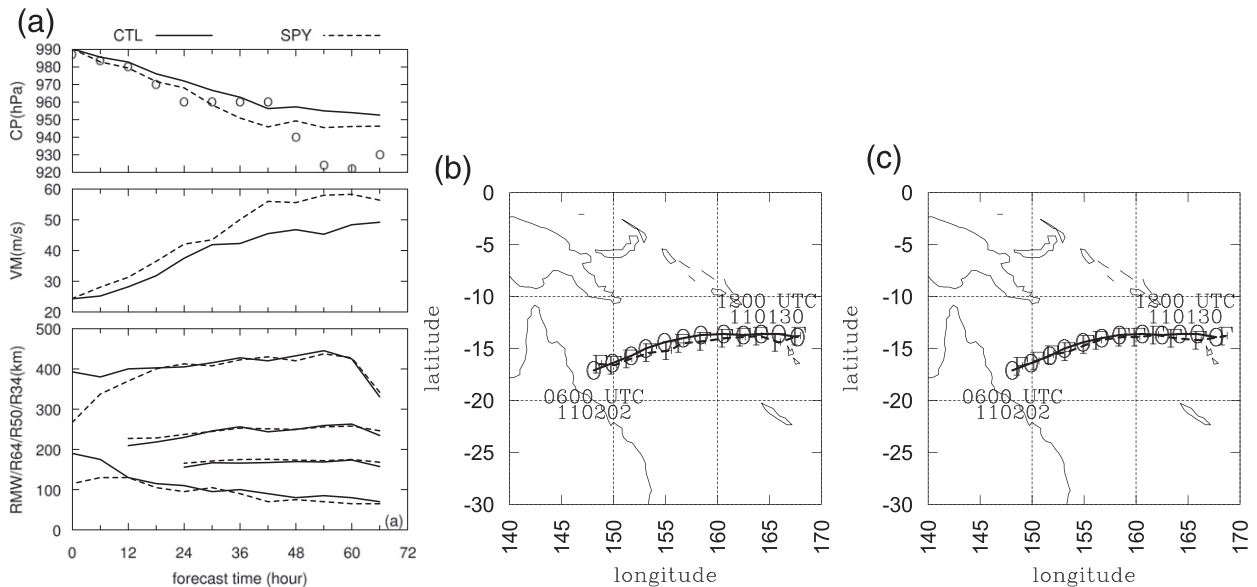 (a)
CTL
SPY
990
980
970
960
950
940
930
920
CP(hPa)
60
50
40
30
20
VM(m/s)
500
400
300
200
100
0
RMW/R64/R50/R34(km)
(a)
0 12 24 36 48 60 72
forecast time (hour)
(b)
0
-5
-10
-15
-20
-25
-30
latitude
1200 UTC
110130
0600 UTC
110202
140 145 150 155 160 165 170
longitude
(c)
0
-5
-10
-15
-20
-25
-30
latitude
1200 UTC
110130
0600 UTC
110202
140 145 150 155 160 165 170
longitude